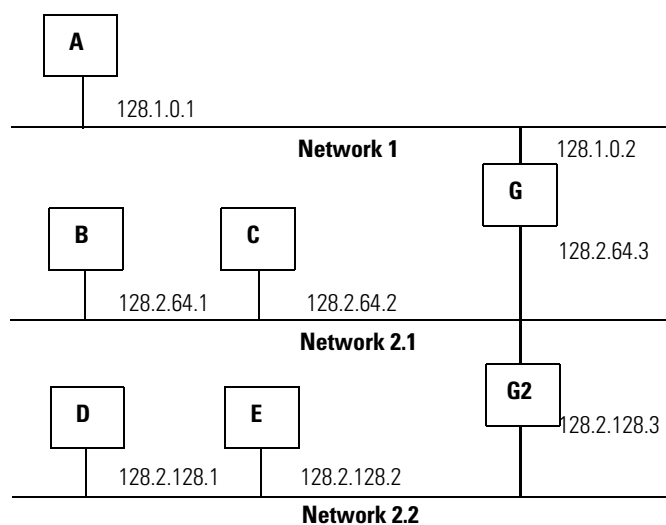 A
128.1.0.1
Network 1
128.1.0.2
G
B
C
128.2.64.3
128.2.64.1
128.2.64.2
Network 2.1
G2
D
E
128.2.128.3
128.2.128.1
128.2.128.2
Network 2.2